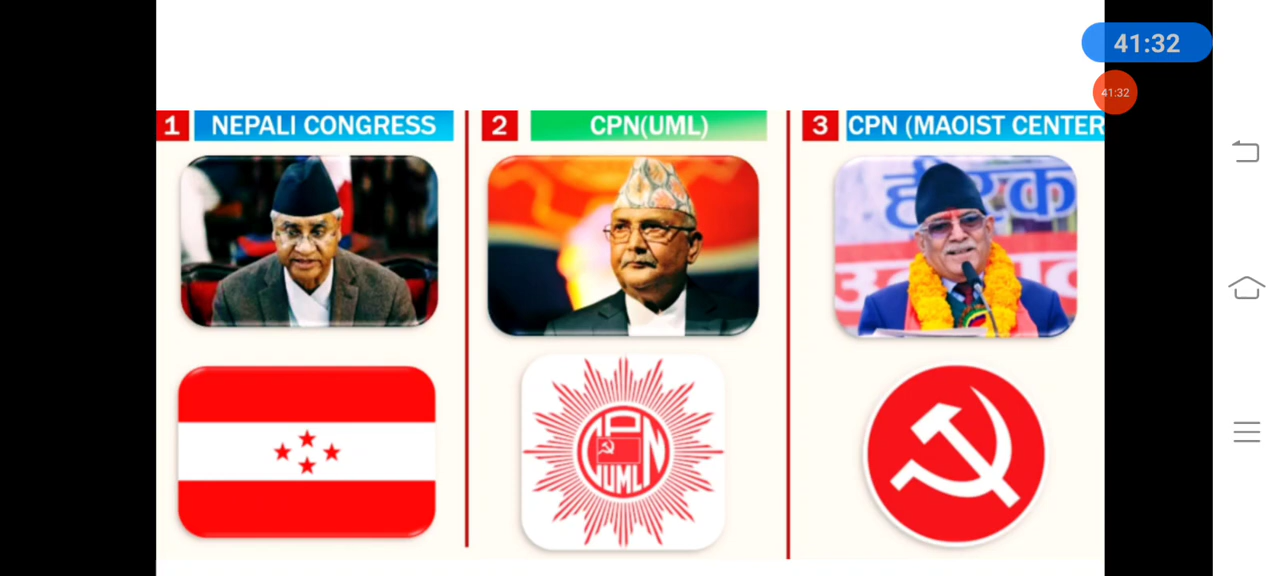 41:32
41:32
1 NEPALI CONGRESS
2 CPN(UML)
3 CPN (MAOIST CENTER
CPN
UML